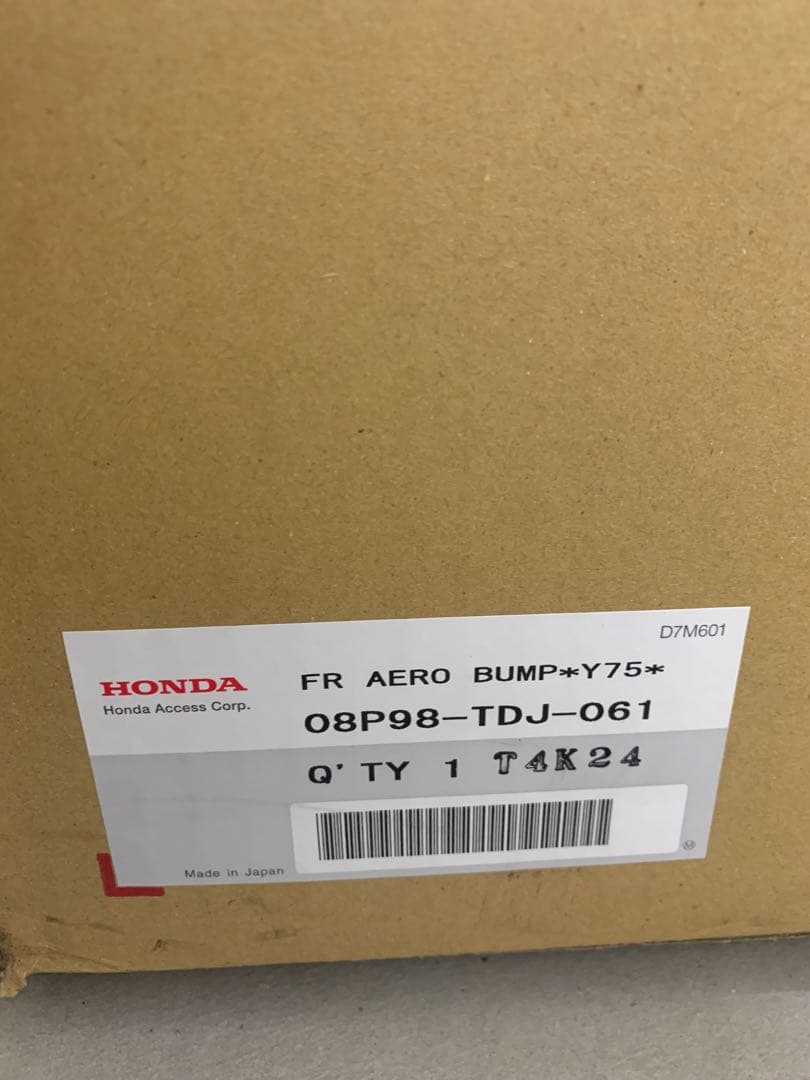 D7M601
HONDA
Honda Access Corp.
FR AERO BUMP*Y75*
08P98-TDJ-061
Q'TY 1 T4K24
Made in Japan
M